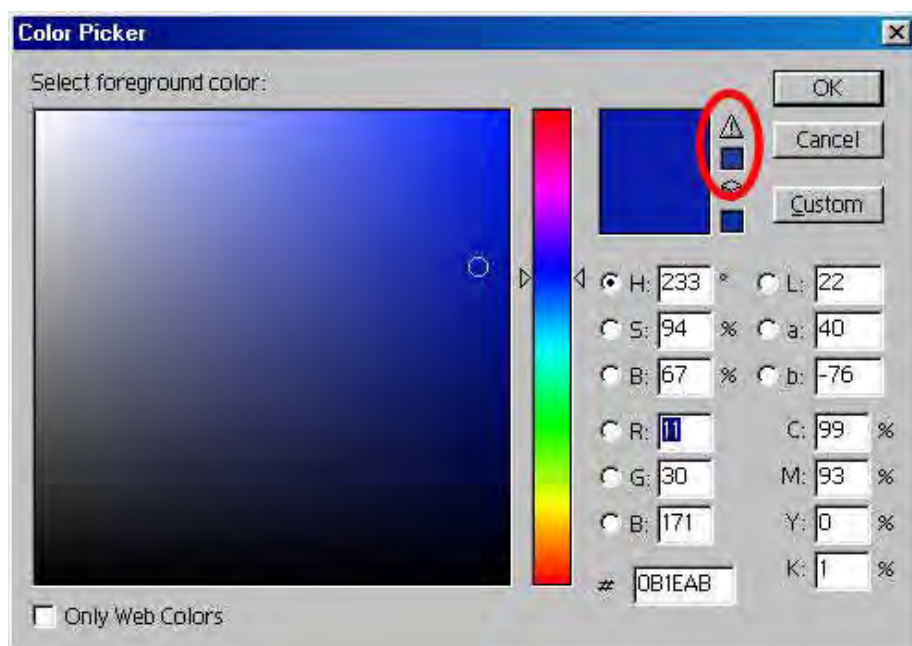 Color Picker
Select foreground color:
OK
Cancel
Custom
H: 233 °
L: 22
S: 94 %
a: 40
B: 67 %
b: -76
R: 11
C: 99 %
G: 30
M: 93 %
B: 171
Y: 0 %
# 0B1EAB
K: 1 %
Only Web Colors